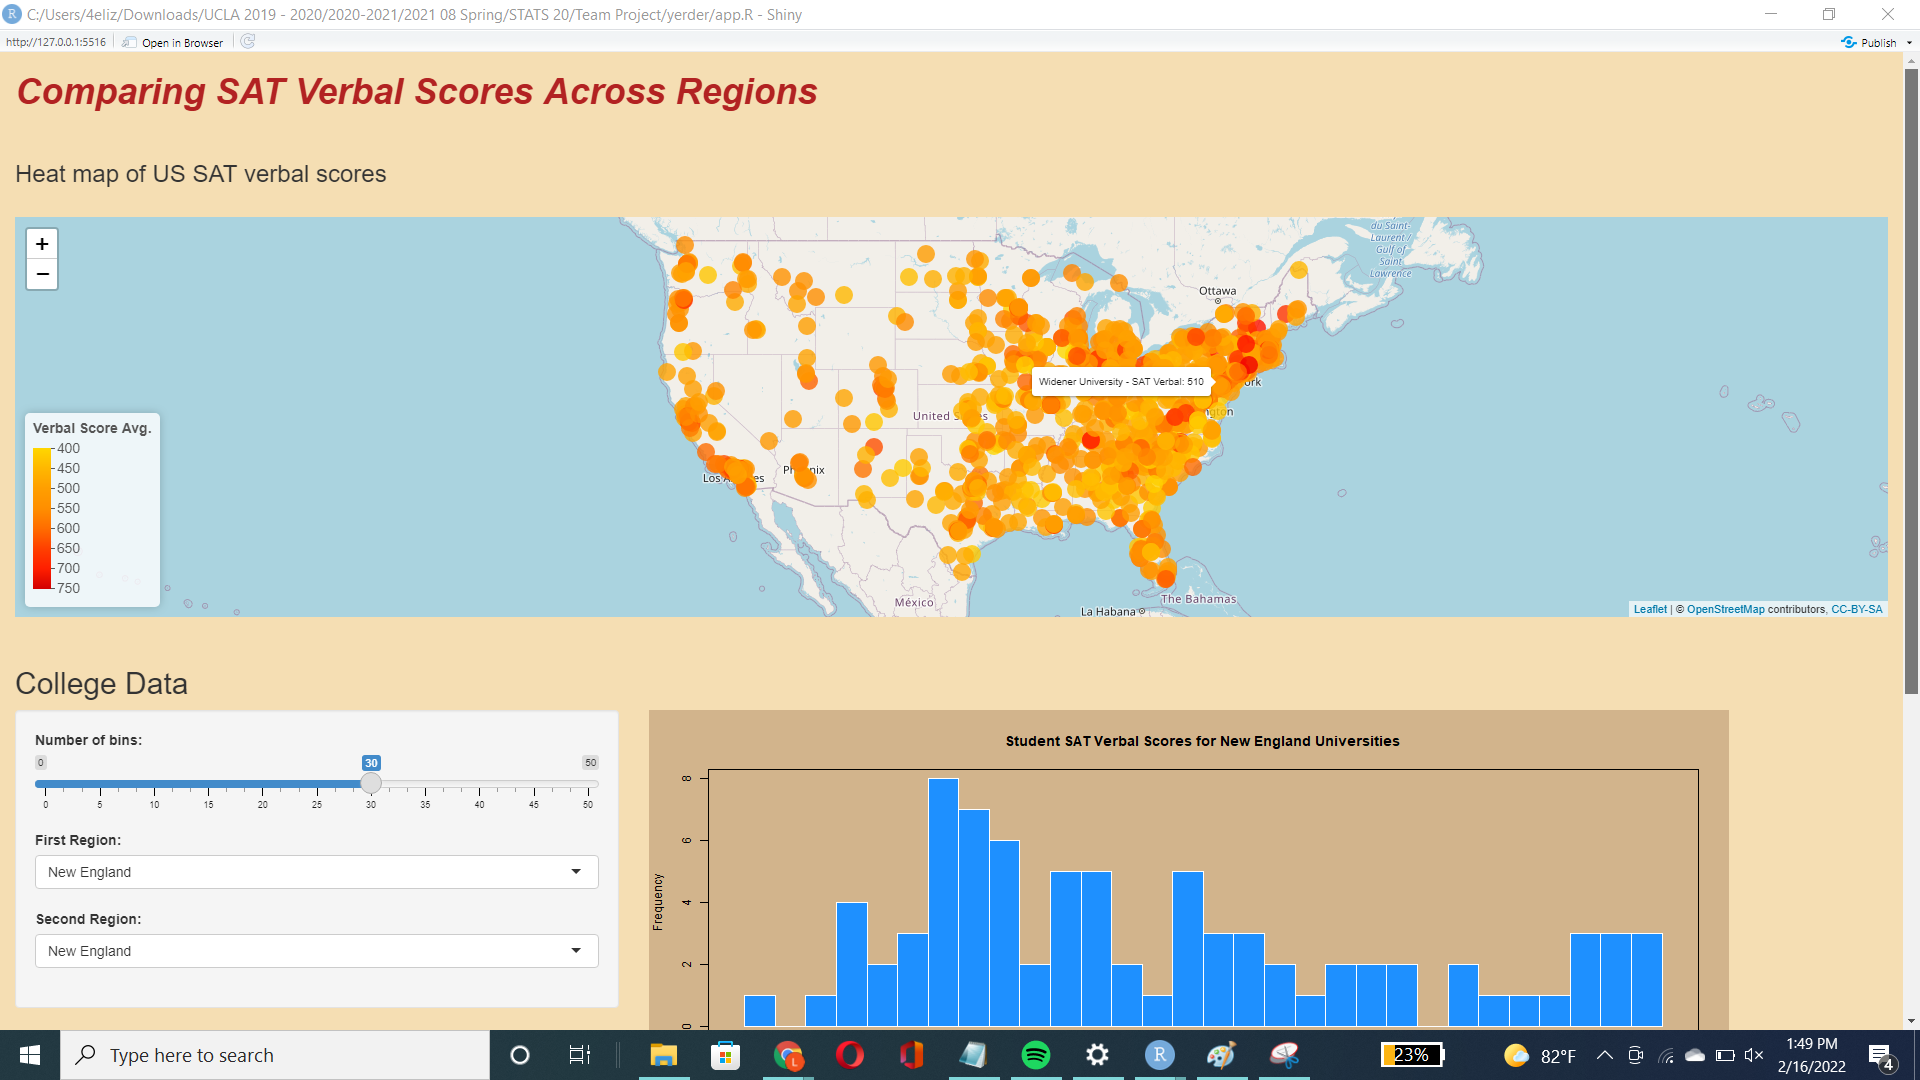 C:/Users/4eliz/Downloads/UCLA 2019 - 2020/2020-2021/2021 08 Spring/STATS 20/Team Project/yerder/app.R - Shiny
http://127.0.0.1:5516
Open in Browser
Publish
Comparing SAT Verbal Scores Across Regions
Heat map of US SAT verbal scores
+
−
du Saint-
Laurent /
Gulf of
Saint
Lawrence
Ottawa
Widener University - SAT Verbal: 510
ork
United S es
ngton
Ph nix
Los A es
México
La Habana
The Bahamas
Verbal Score Avg.
400
450
500
550
600
650
700
750
Leaflet | © OpenStreetMap contributors, CC-BY-SA
College Data
Number of bins:
0 30 50
0 5 10 15 20 25 30 35 40 45 50
First Region:
New England
Second Region:
New England
Student SAT Verbal Scores for New England Universities
Frequency
8
6
4
2
0
Type here to search
23%
82°F
1:49 PM
2/16/2022
4